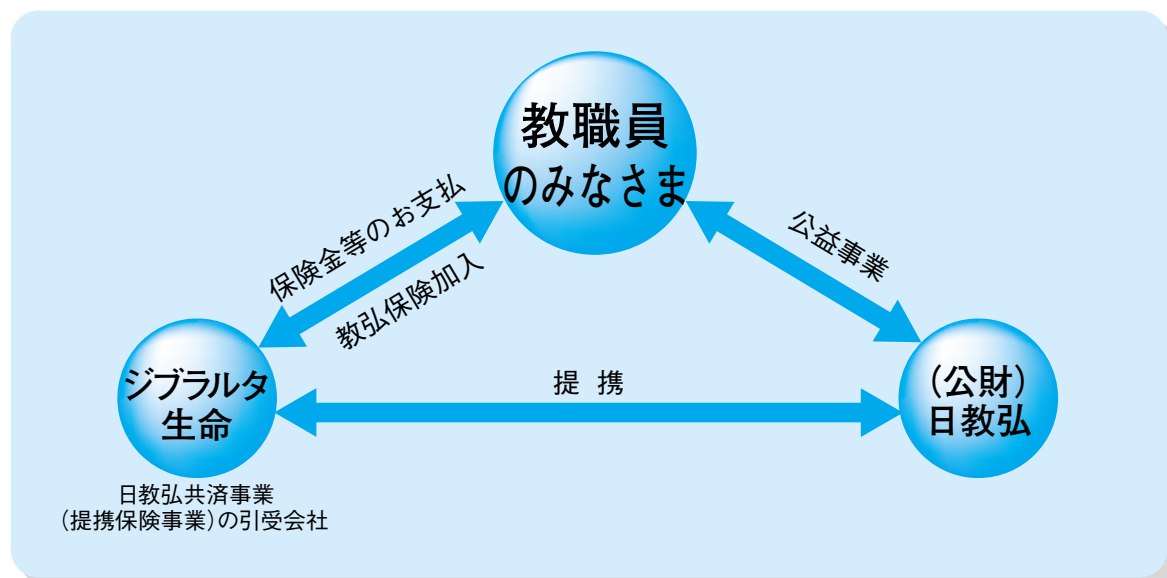 教職員
のみなさま
保険金等のお支払
教弘保険加入
公益事業
ジブラルタ
生命
提 携
（公財）
日教弘
日教弘共済事業
（提携保険事業）の引受会社